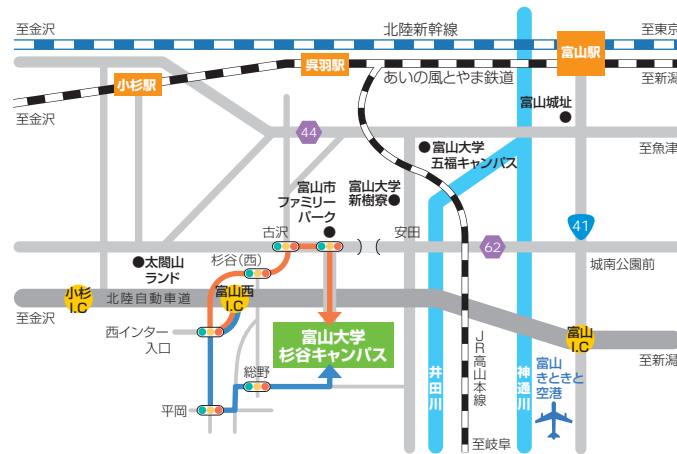 至金沢
北陸新幹線
至東京
富山駅
呉羽駅
小杉駅
あいの風とやま鉄道
至新潟
至金沢
富山城址
44
富山大学
五福キャンパス
至魚津
富山市
ファミリー
パーク
富山大学
新樹寮
41
古沢
安田
62
城南公園前
太閤山
ランド
杉谷(西)
小杉
I.C
北陸自動車道
富山西
I.C
至金沢
西インター
入口
富山大学
杉谷キャンパス
富山
I.C
至新潟
総野
平岡
井田川
JR高山本線
神通川
富山
きときと
空港
至岐阜